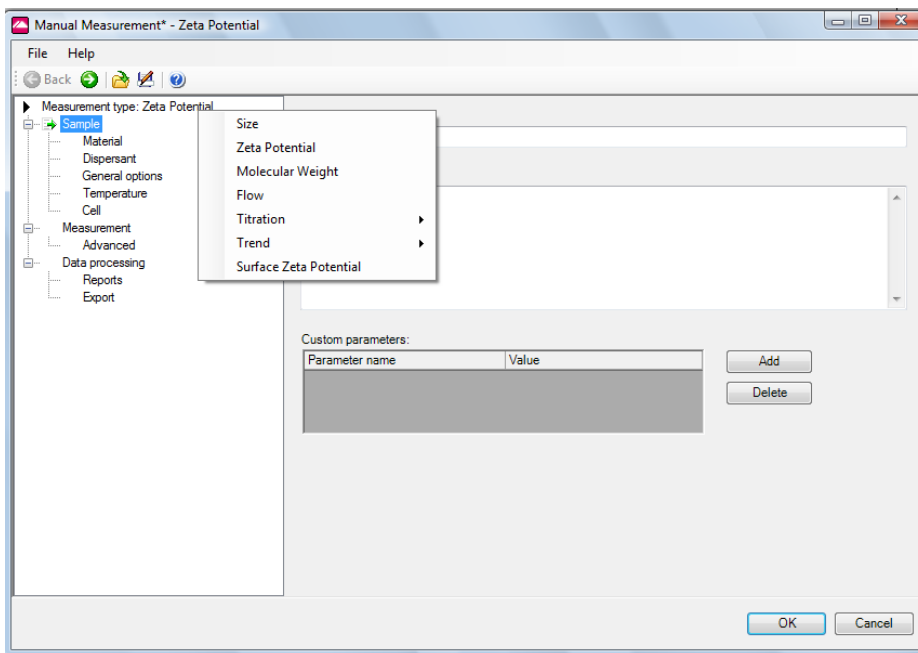 Manual Measurement* - Zeta Potential
File Help
Back
Measurement type: Zeta Potential
Sample
Material
Dispersant
General options
Temperature
Cell
Measurement
Advanced
Data processing
Reports
Export
Size
Zeta Potential
Molecular Weight
Flow
Titration
Trend
Surface Zeta Potential
Custom parameters:
Parameter name Value
Add
Delete
OK Cancel